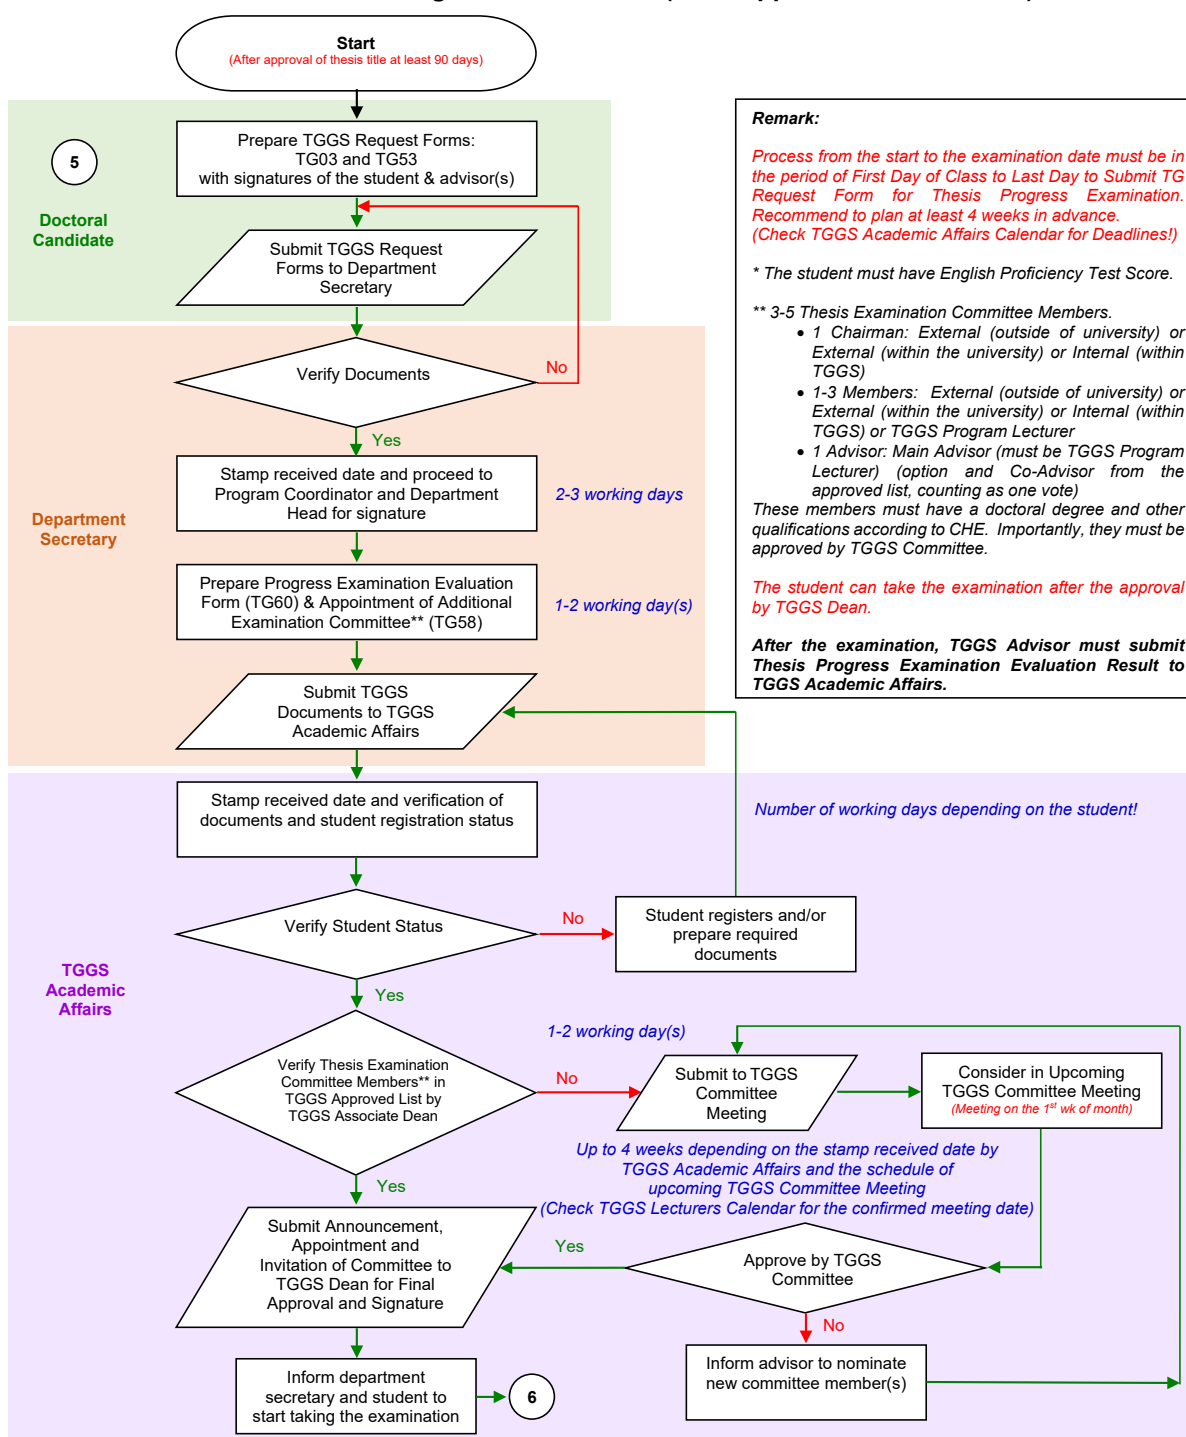 Start
(After approval of thesis title at least 90 days)
5
Doctoral
Candidate
Prepare TGGS Request Forms:
TG03 and TG53
with signatures of the student & advisor(s)
Submit TGGS Request
Forms to Department
Secretary
Remark:
Process from the start to the examination date must be in
the period of First Day of Class to Last Day to Submit TG
Request Form for Thesis Progress Examination.
Recommend to plan at least 4 weeks in advance.
(Check TGGS Academic Affairs Calendar for Deadlines!)
* The student must have English Proficiency Test Score.
** 3-5 Thesis Examination Committee Members.
• 1 Chairman: External (outside of university) or
External (within the university) or Internal (within
TGGS)
• 1-3 Members: External (outside of university) or
External (within the university) or Internal (within
TGGS) or TGGS Program Lecturer
• 1 Advisor: Main Advisor (must be TGGS Program
Lecturer) (option and Co-Advisor from the
approved list, counting as one vote)
These members must have a doctoral degree and other
qualifications according to CHE. Importantly, they must be
approved by TGGS Committee.
The student can take the examination after the approval
by TGGS Dean.
After the examination, TGGS Advisor must submit
Thesis Progress Examination Evaluation Result to
TGGS Academic Affairs.
Department
Secretary
Verify Documents
No
Yes
Stamp received date and proceed to
Program Coordinator and Department
Head for signature
2-3 working days
Prepare Progress Examination Evaluation
Form (TG60) & Appointment of Additional
Examination Committee** (TG58)
1-2 working day(s)
Submit TGGS
Documents to TGGS
Academic Affairs
TGGS
Academic
Affairs
Stamp received date and verification of
documents and student registration status
Number of working days depending on the student!
Verify Student Status
No
Student registers and/or
prepare required
documents
Yes
1-2 working day(s)
Verify Thesis Examination
Committee Members** in
TGGS Approved List by
TGGS Associate Dean
No
Submit to TGGS
Committee
Meeting
Consider in Upcoming
TGGS Committee Meeting
(Meeting on the 1st wk of month)
Up to 4 weeks depending on the stamp received date by
TGGS Academic Affairs and the schedule of
upcoming TGGS Committee Meeting
(Check TGGS Lecturers Calendar for the confirmed meeting date)
Yes
Submit Announcement,
Appointment and
Invitation of Committee to
TGGS Dean for Final
Approval and Signature
Yes
Approve by TGGS
Committee
No
Inform advisor to nominate
new committee member(s)
Inform department
secretary and student to
start taking the examination
6